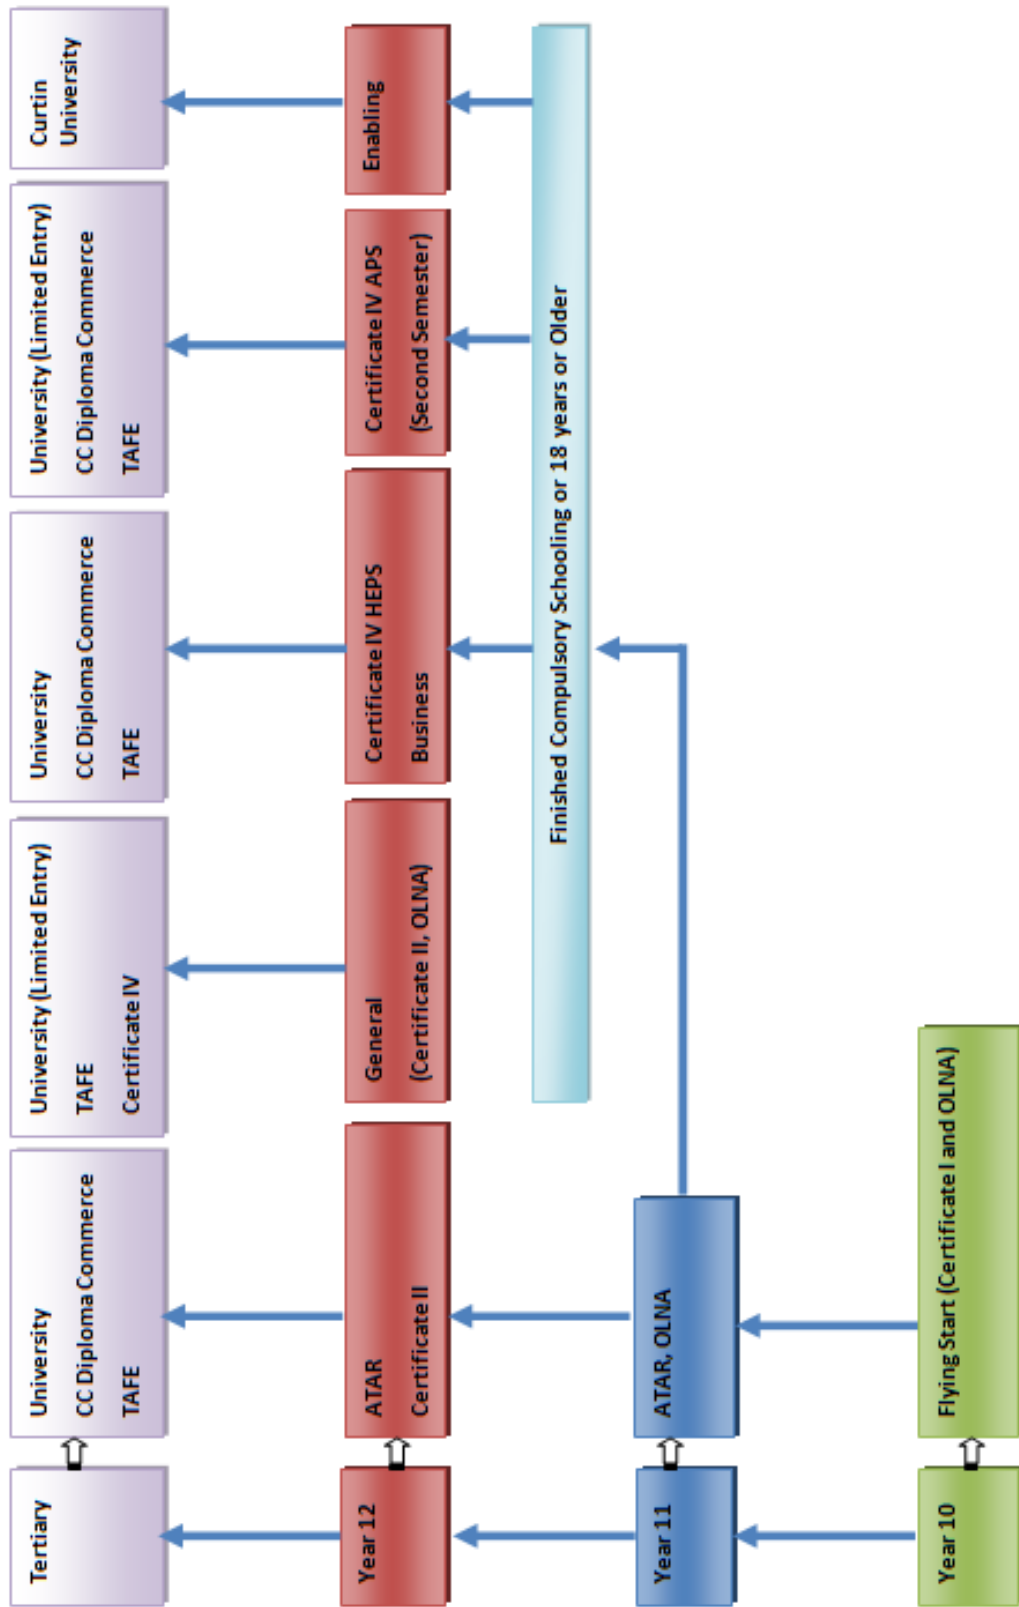 Tertiary
University
CC Diploma Commerce
TAFE
University (Limited Entry)
TAFE
Certificate IV
University
CC Diploma Commerce
TAFE
University (Limited Entry)
CC Diploma Commerce
TAFE
Curtin
University
Year 12
ATAR
Certificate II
General
(Certificate II, OLNA)
Certificate IV HEPS
Business
Certificate IV APS
(Second Semester)
Enabling
Finished Compulsory Schooling or 18 years or Older
Year 11
ATAR, OLNA
Year 10
Flying Start (Certificate I and OLNA)